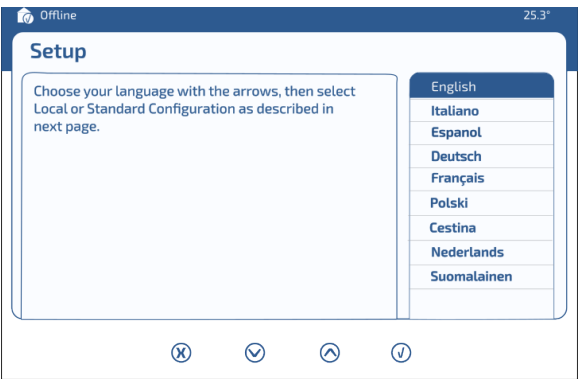 Offline
25.3°
Setup
Choose your language with the arrows, then select
Local or Standard Configuration as described in
next page.
English
Italiano
Espanol
Deutsch
Français
Polski
Cestina
Nederlands
Suomalainen
X